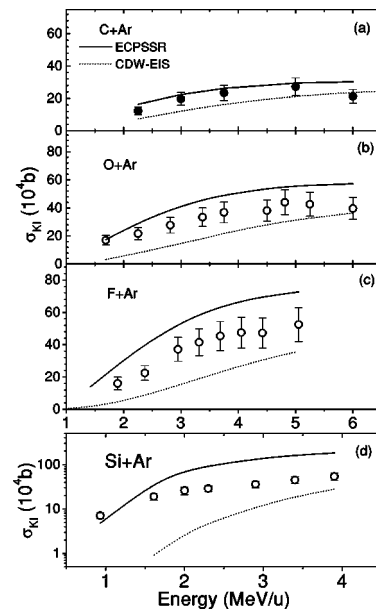 C+Ar (a)
ECPSSR
CDW-EIS
60
40
20
0
O+Ar (b)
80
60
40
20
0
F+Ar (c)
80
60
40
20
0
1 2 3 4 5 6
Si+Ar (d)
100
10
1
1 2 3 4
σKI (10⁴b)
σKI (10⁴b)
σKI (10⁴b)
Energy (MeV/u)